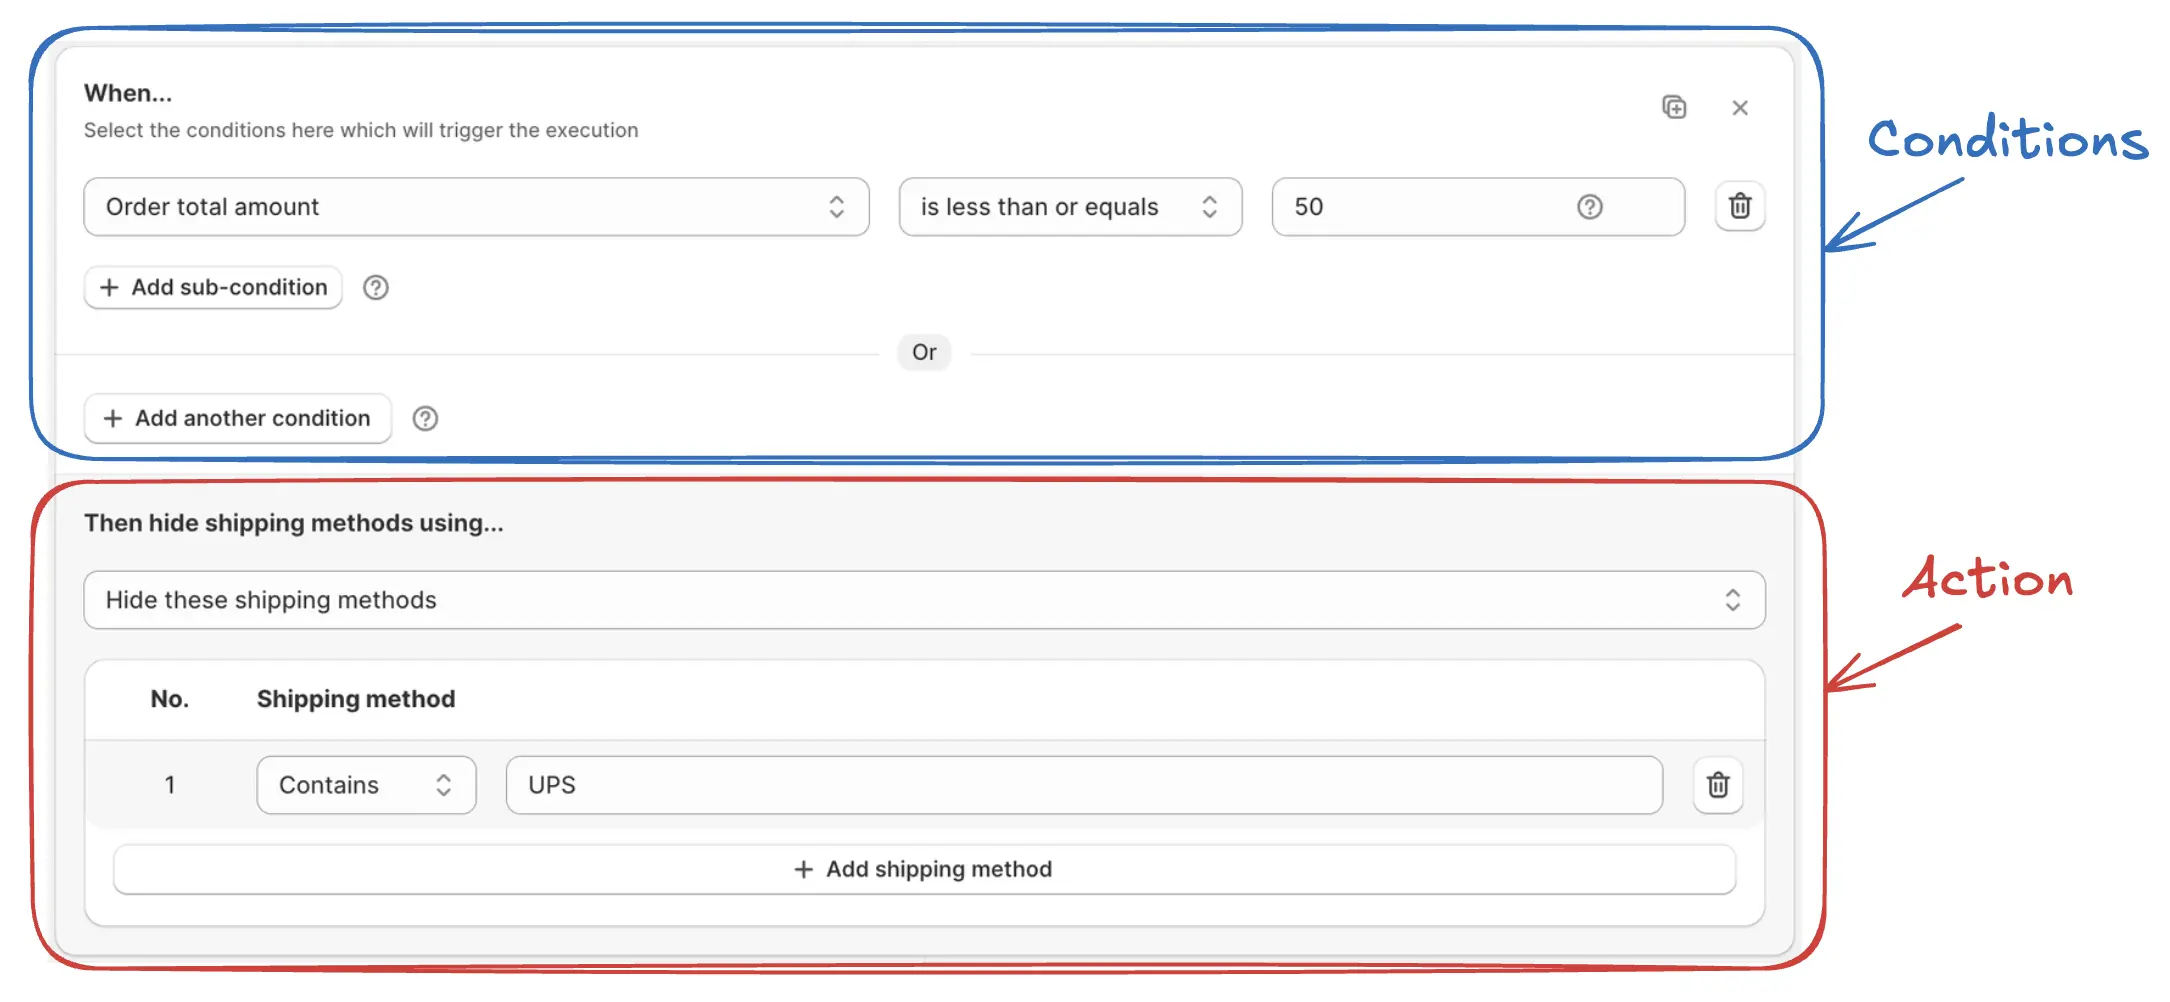 When...
Select the conditions here which will trigger the execution
Conditions
Order total amount is less than or equals 50
+ Add sub-condition
Or
+ Add another condition
Then hide shipping methods using...
Action
Hide these shipping methods
No. Shipping method
1 Contains UPS
+ Add shipping method